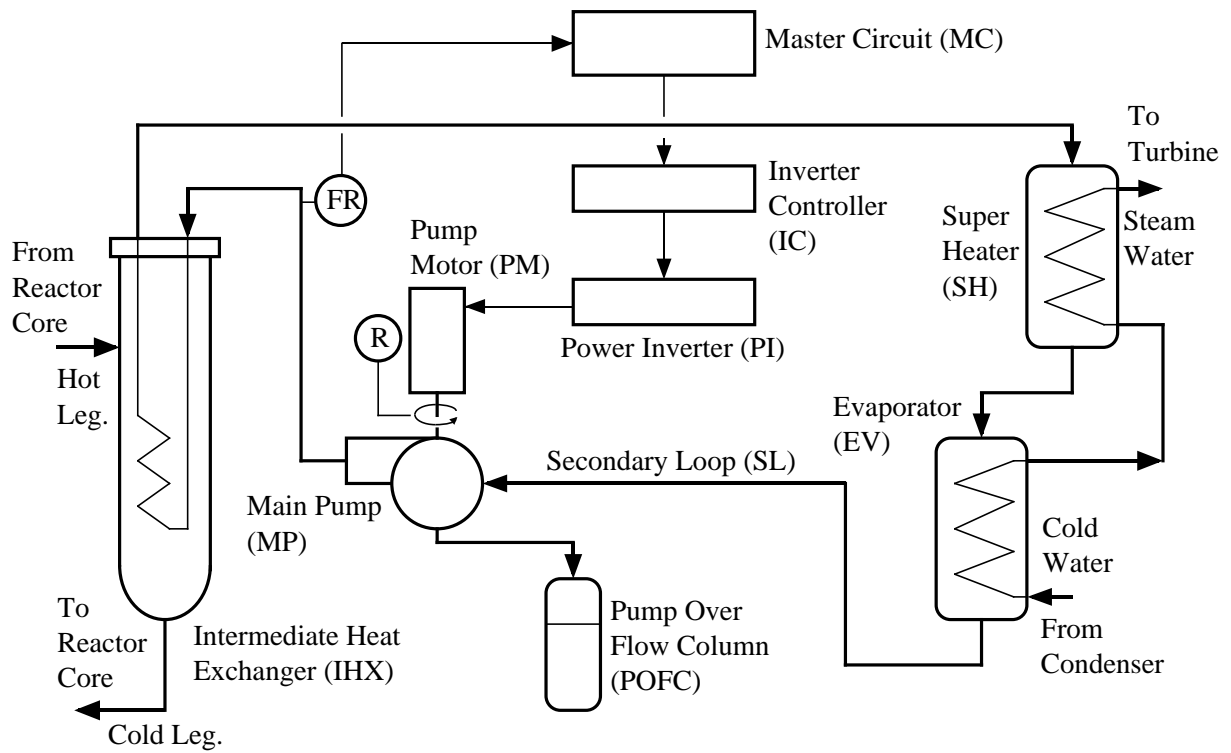 Master Circuit (MC)
To
Turbine
FR
Inverter
Controller
(IC)
Super
Heater
(SH)
Steam
Water
Pump
Motor (PM)
From
Reactor
Core
Hot
Leg.
R
Power Inverter (PI)
Evaporator
(EV)
Secondary Loop (SL)
Main Pump
(MP)
Cold
Water
Pump Over
Flow Column
(POFC)
From
Condenser
To
Reactor
Core
Intermediate Heat
Exchanger (IHX)
Cold Leg.